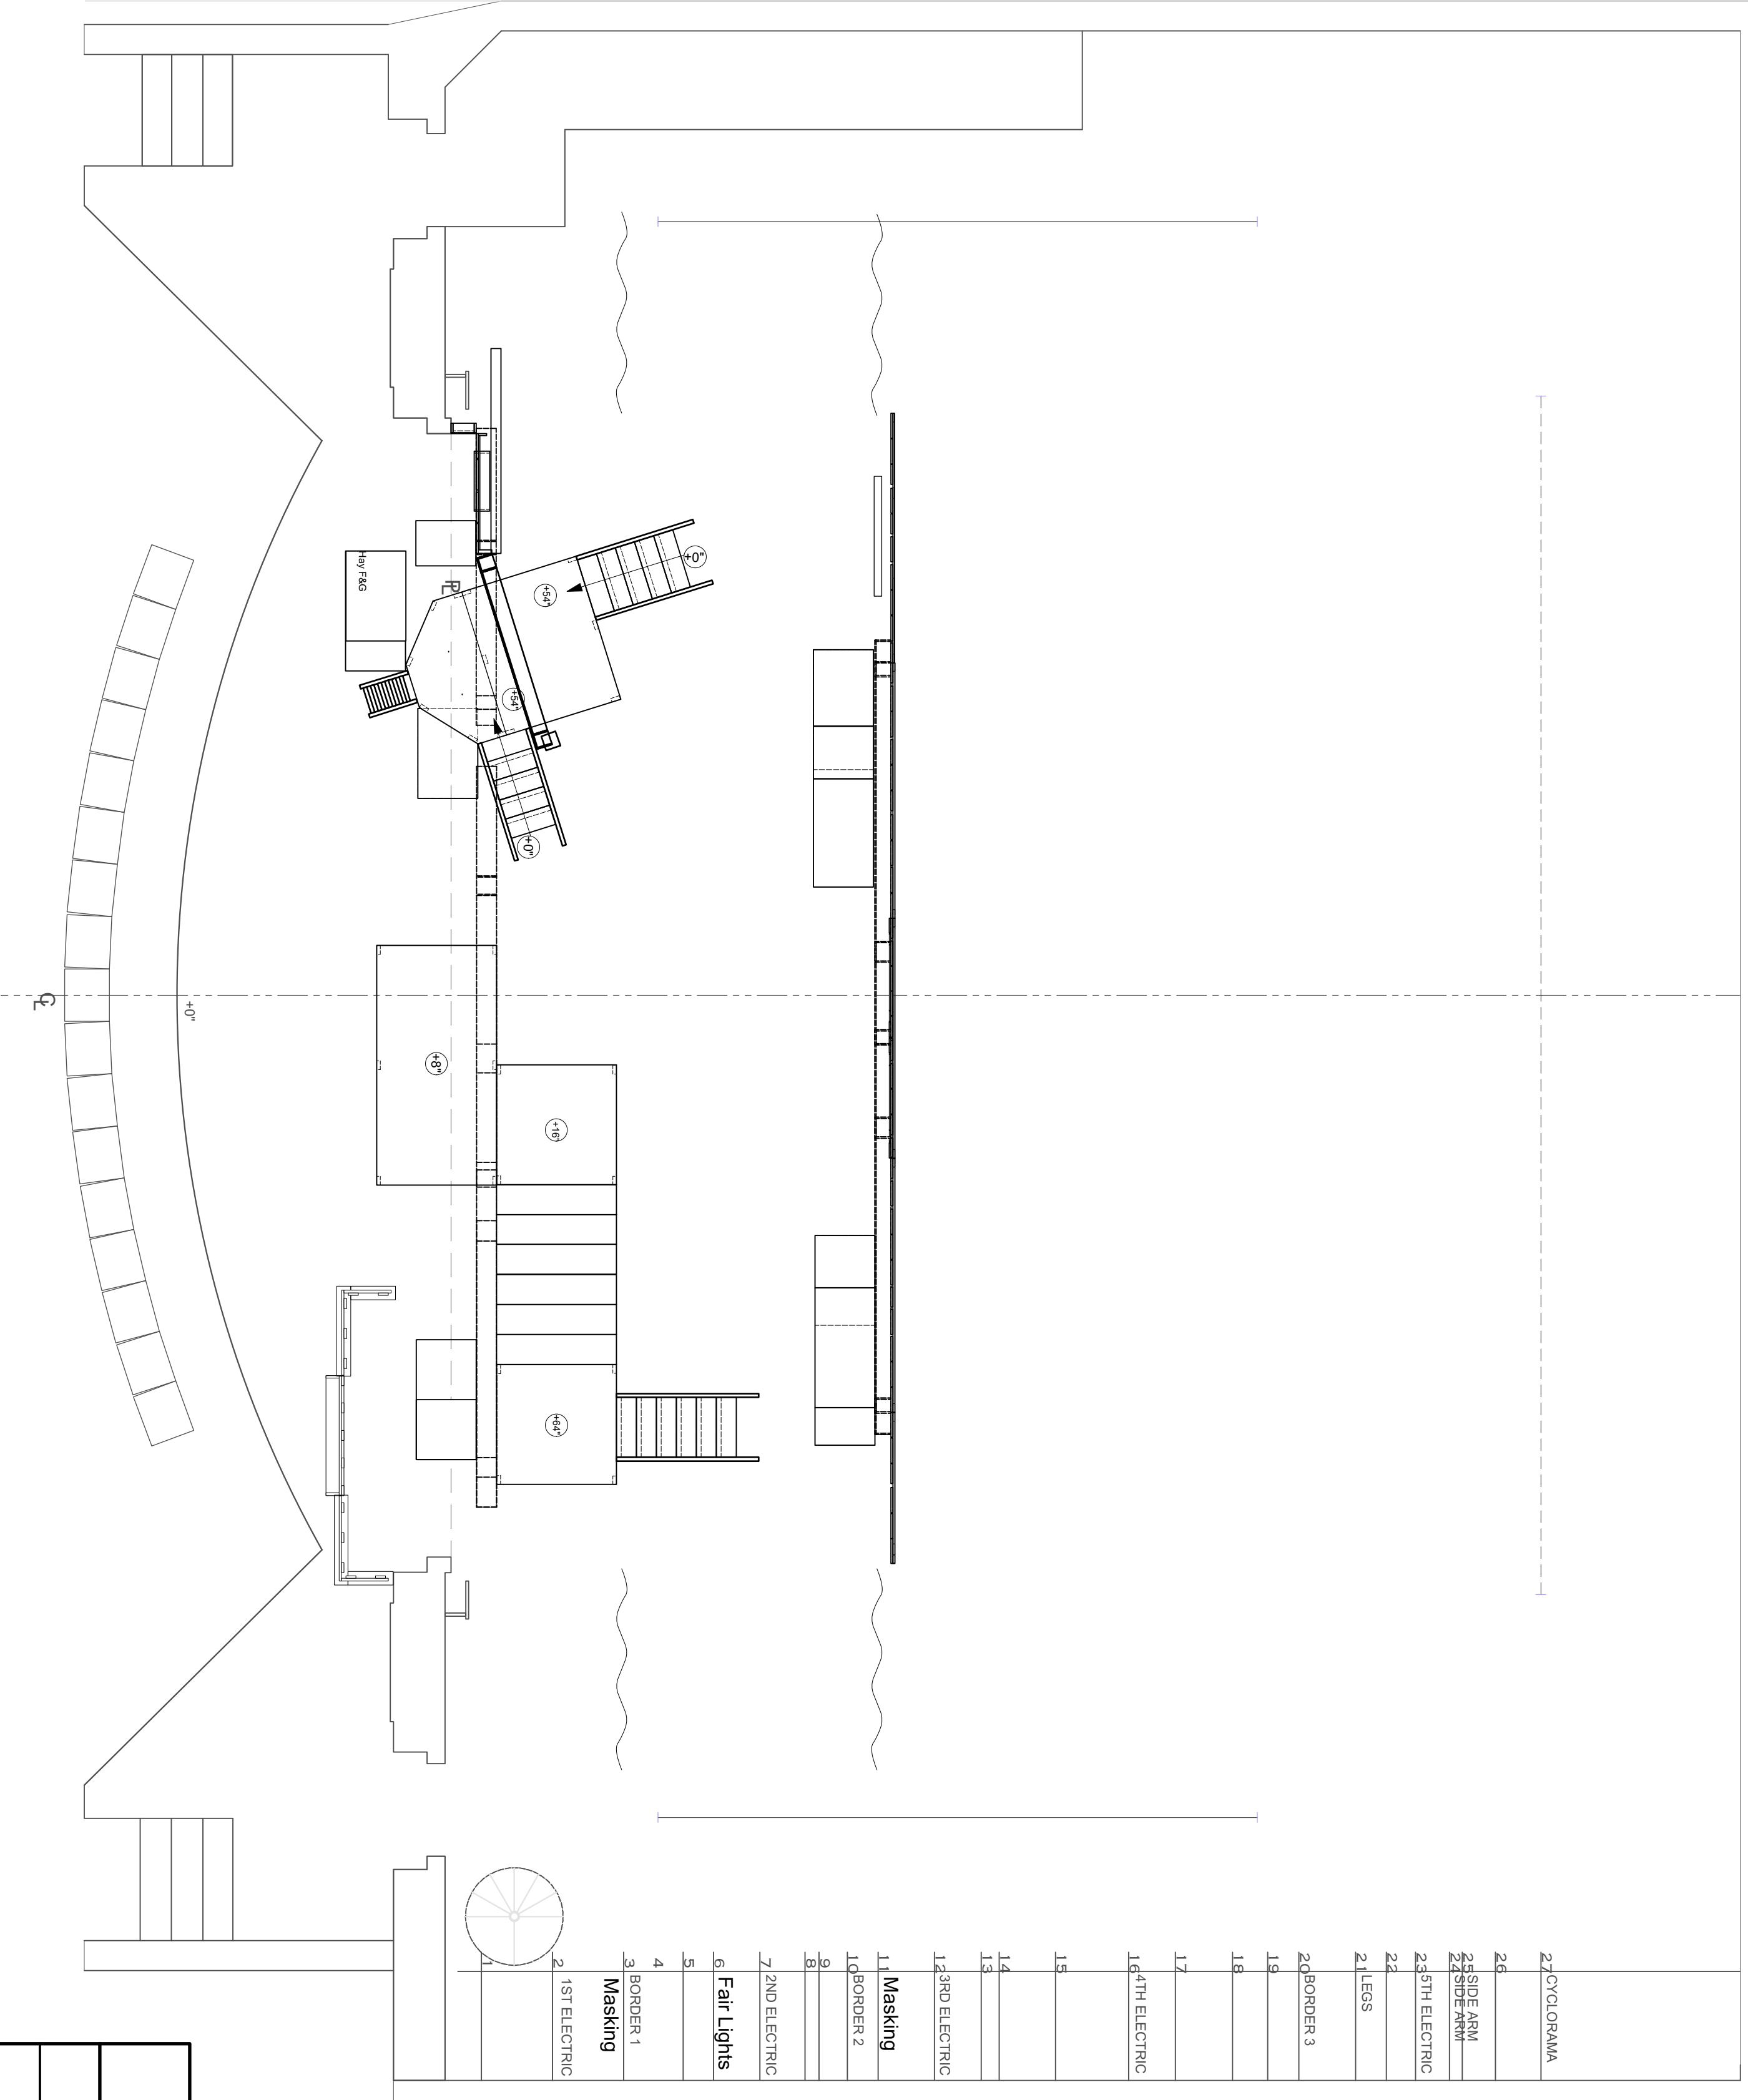 Hay F&G
PL
+0"
+54"
+54"
+0"
CL
+0"
+8"
+16"
+64"
1
2 1ST ELECTRIC
3 BORDER 1
Masking
4
5
6
Fair Lights
7 2ND ELECTRIC
8
9
10 BORDER 2
11
Masking
12 3RD ELECTRIC
13
14
15
16 4TH ELECTRIC
17
18
19
20 BORDER 3
21 LEGS
22
23 5TH ELECTRIC
24 SIDE ARM
25 SIDE ARM
26
27 CYCLORAMA